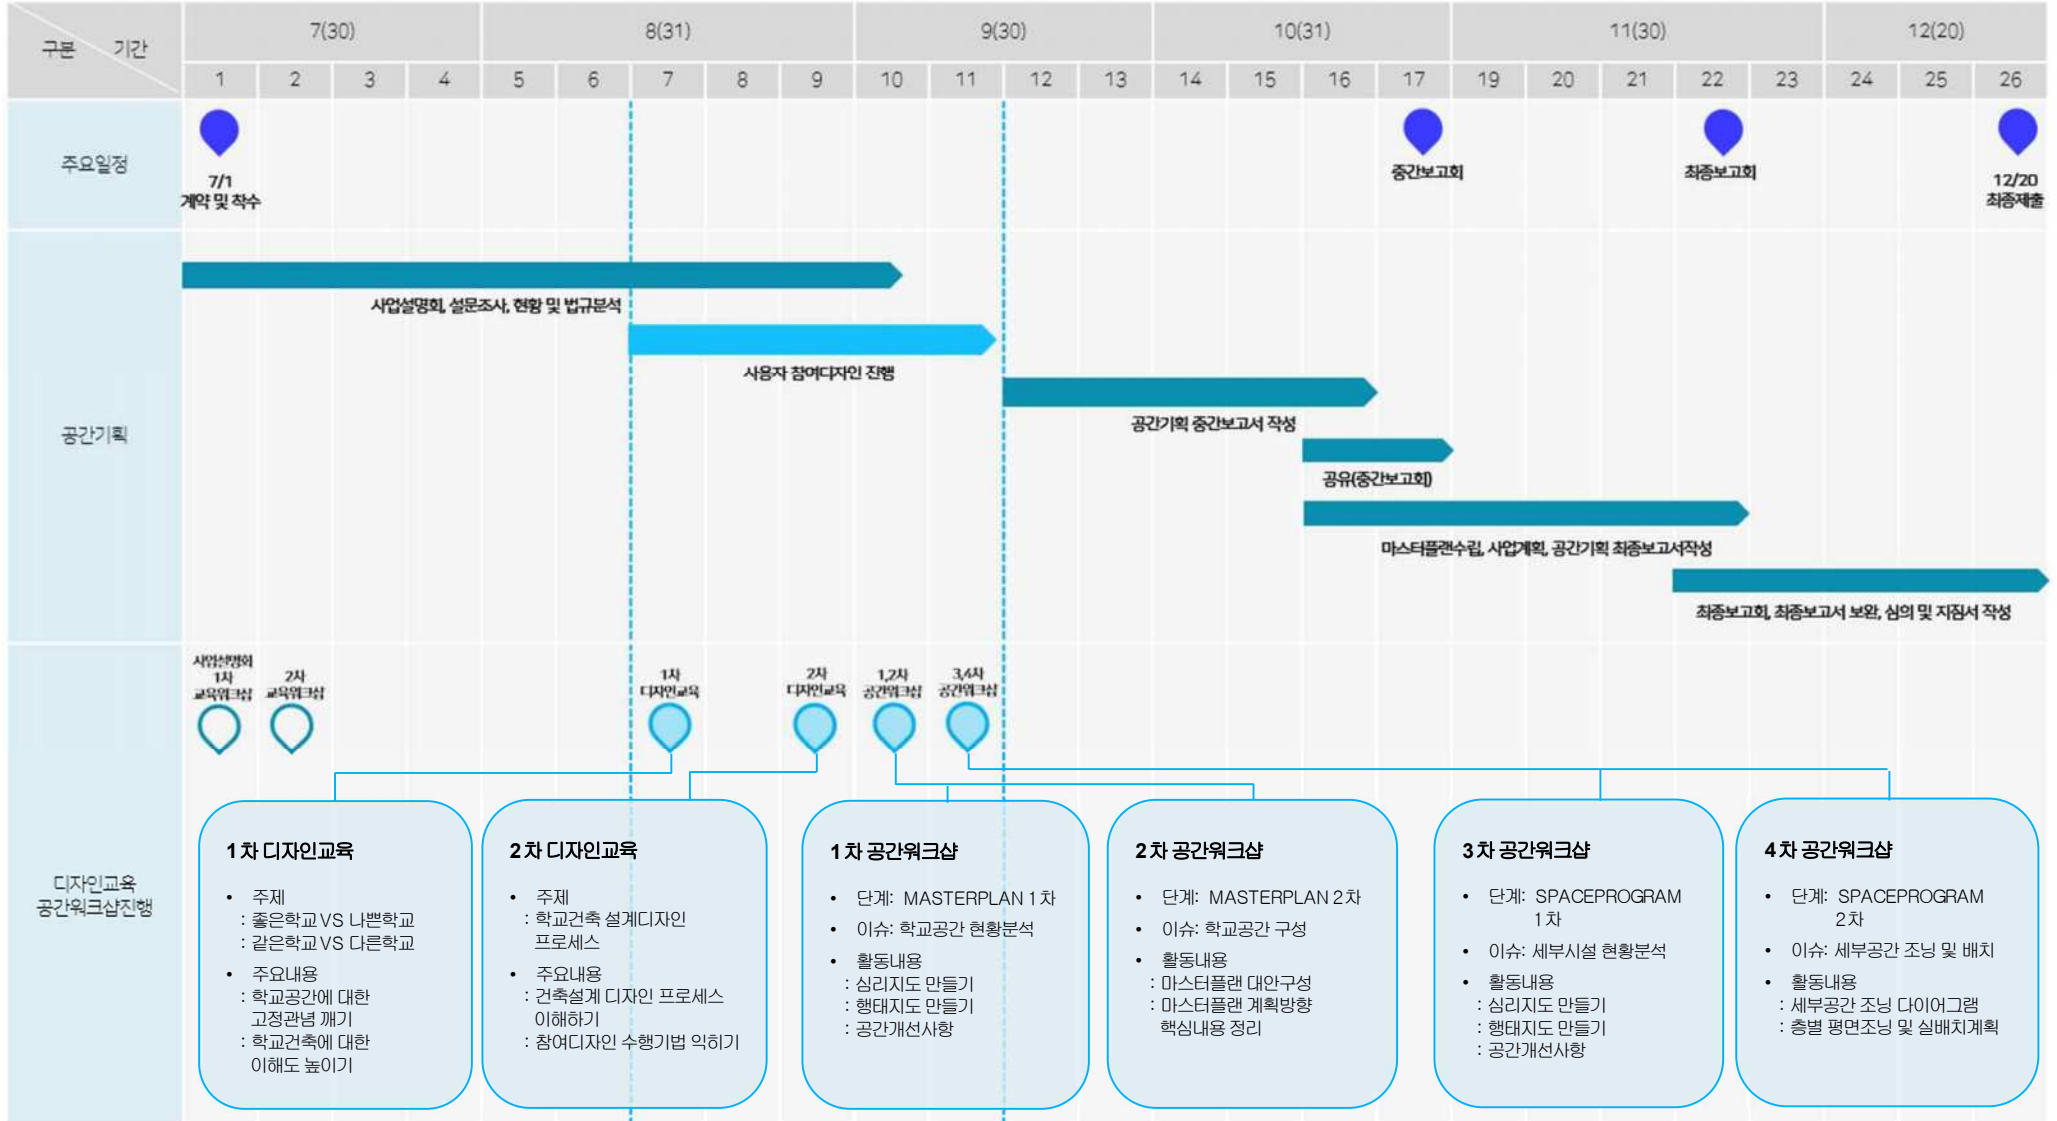 구분 기간
7(30) 8(31) 9(30) 10(31) 11(30) 12(20)
1 2 3 4 5 6 7 8 9 10 11 12 13 14 15 16 17 19 20 21 22 23 24 25 26
주요일정
7/1
계약 및 착수
중간보고회
최종보고회
12/20
최종제출
공간기획
사업설명회, 설문조사, 현황 및 법규분석
사용자 참여디자인 진행
공간기획 중간보고서 작성
공유(중간보고회)
마스터플랜수립, 사업계획, 공간기획 최종보고서작성
최종보고회, 최종보고서 보완, 심의 및 지침서 작성
디자인교육
공간워크샵진행
사업설명회
1차
교육워크샵
2차
교육워크샵
1차
디자인교육
2차
디자인교육
1,2차
공간워크샵
3,4차
공간워크샵
1차 디자인교육
• 주제
: 좋은학교 VS 나쁜학교
: 같은학교 VS 다른학교
• 주요내용
: 학교공간에 대한
고정관념 깨기
: 학교건축에 대한
이해도 높이기
2차 디자인교육
• 주제
: 학교건축 설계디자인
프로세스
• 주요내용
: 건축설계 디자인 프로세스
이해하기
: 참여디자인 수행기법 익히기
1차 공간워크샵
• 단계: MASTERPLAN 1차
• 이슈: 학교공간 현황분석
• 활동내용
: 심리지도 만들기
: 행태지도 만들기
: 공간개선사항
2차 공간워크샵
• 단계: MASTERPLAN 2차
• 이슈: 학교공간 구성
• 활동내용
: 마스터플랜 대안구성
: 마스터플랜 계획방향
핵심내용 정리
3차 공간워크샵
• 단계: SPACEPROGRAM
1차
• 이슈: 세부시설 현황분석
• 활동내용
: 심리지도 만들기
: 행태지도 만들기
: 공간개선사항
4차 공간워크샵
• 단계: SPACEPROGRAM
2차
• 이슈: 세부공간 조닝 및 배치
• 활동내용
: 세부공간 조닝 다이어그램
: 층별 평면조닝 및 실배치계획